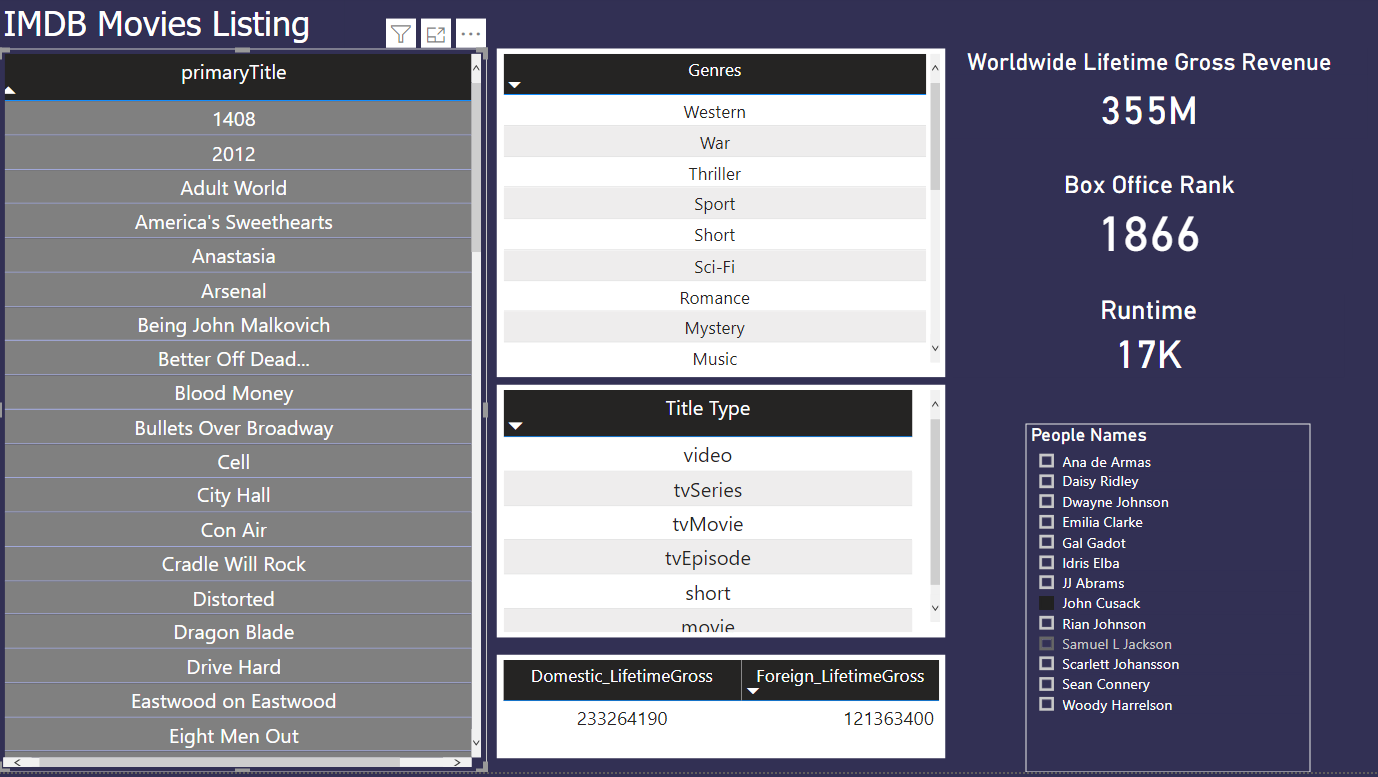 IMDB Movies Listing
primaryTitle
1408
2012
Adult World
America's Sweethearts
Anastasia
Arsenal
Being John Malkovich
Better Off Dead...
Blood Money
Bullets Over Broadway
Cell
City Hall
Con Air
Cradle Will Rock
Distorted
Dragon Blade
Drive Hard
Eastwood on Eastwood
Eight Men Out
Genres
Western
War
Thriller
Sport
Short
Sci-Fi
Romance
Mystery
Music
Title Type
video
tvSeries
tvMovie
tvEpisode
short
movie
Domestic_LifetimeGross Foreign_LifetimeGross
233264190 121363400
Worldwide Lifetime Gross Revenue
355M
Box Office Rank
1866
Runtime
17K
People Names
Ana de Armas
Daisy Ridley
Dwayne Johnson
Emilia Clarke
Gal Gadot
Idris Elba
JJ Abrams
John Cusack
Rian Johnson
Samuel L Jackson
Scarlett Johansson
Sean Connery
Woody Harrelson